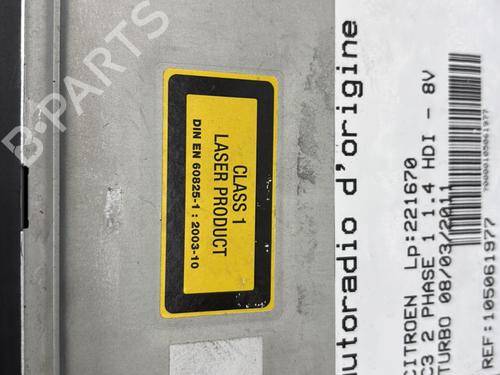 B-PARTS
CLASS 1
LASER PRODUCT
DIN EN 60825-1 : 2003-10
autoradio d'origine
CITROEN Lp:221670
C3 2 PHASE 1 1.4 HDI - 8V
TURBO 08/03/2011
REF:105061977